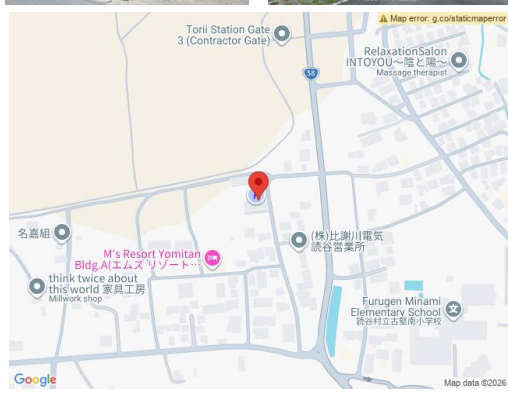 Map error: g.co/staticmaperror
Torii Station Gate
3 (Contractor Gate)
58
RelaxationSalon
INTOYOU～陰と陽～
Massage therapist
名嘉組
(株)比謝川電気
読谷営業所
M's Resort Yomitan
Bldg.A(エムズ リゾート…
think twice about
this world 家具工房
Millwork shop
Furugen Minami
Elementary School
読谷村立古堅南小学校
文
Google
Map data ©2026